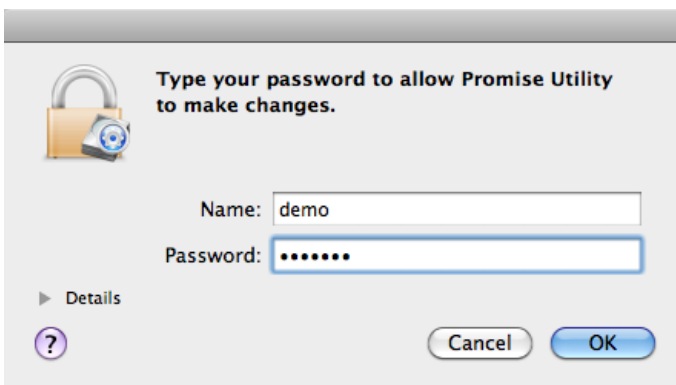 Type your password to allow Promise Utility
to make changes.
Name: demo
Password: •••••••
Details
?
Cancel OK